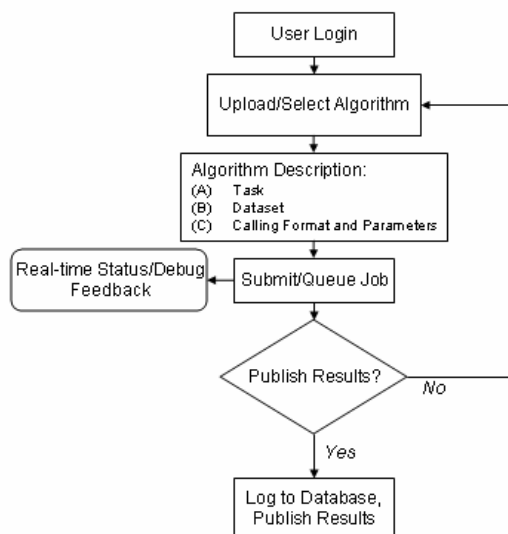 User Login
Upload/Select Algorithm
Algorithm Description:
(A) Task
(B) Dataset
(C) Calling Format and Parameters
Real-time Status/Debug
Feedback
Submit/Queue Job
Publish Results?
No
Yes
Log to Database,
Publish Results